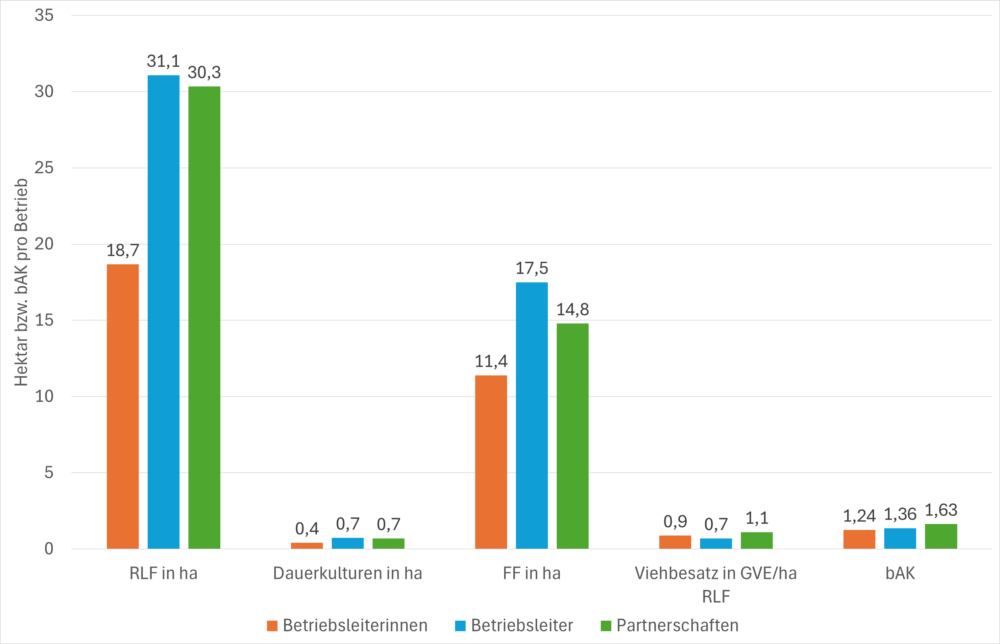 35
30
25
20
15
10
5
0
Hektar bzw. bAK pro Betrieb
18,7
31,1
30,3
0,4
0,7
0,7
11,4
17,5
14,8
0,9
0,7
1,1
1,24
1,36
1,63
RLF in ha
Dauerkulturen in ha
FF in ha
Viehbesatz in GVE/ha
RLF
bAK
Betriebsleiterinnen
Betriebsleiter
Partnerschaften